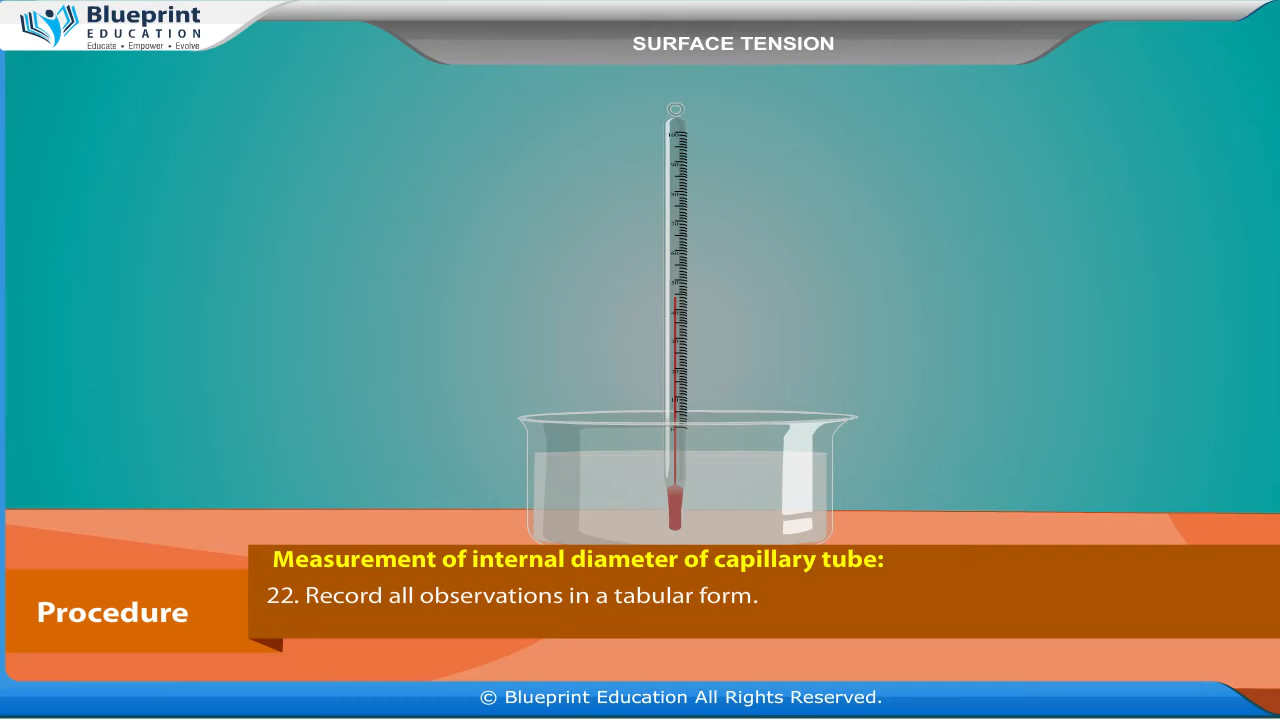 Blueprint
EDUCATION
Educate • Empower • Evolve
SURFACE TENSION
Measurement of internal diameter of capillary tube:
22. Record all observations in a tabular form.
Procedure
© Blueprint Education All Rights Reserved.